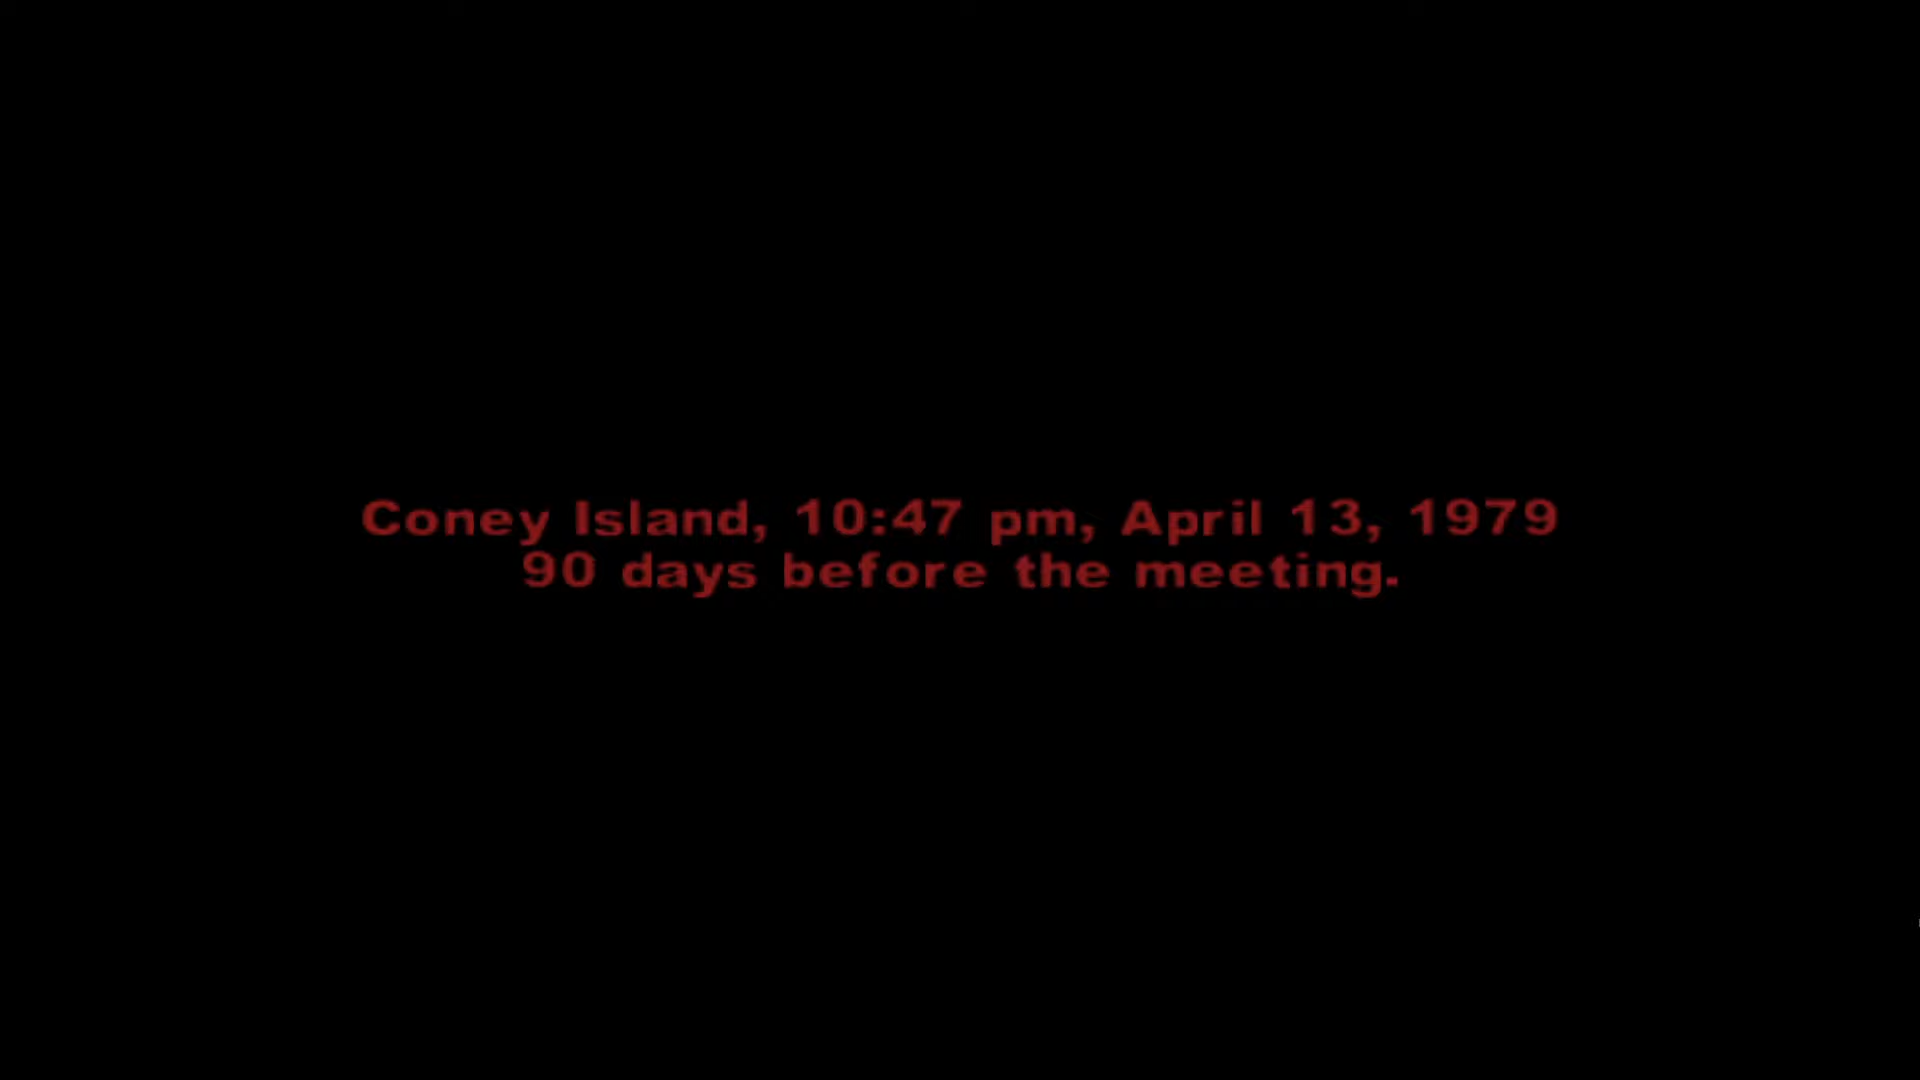 Coney Island, 10:47 pm, April 13, 1979
90 days before the meeting.